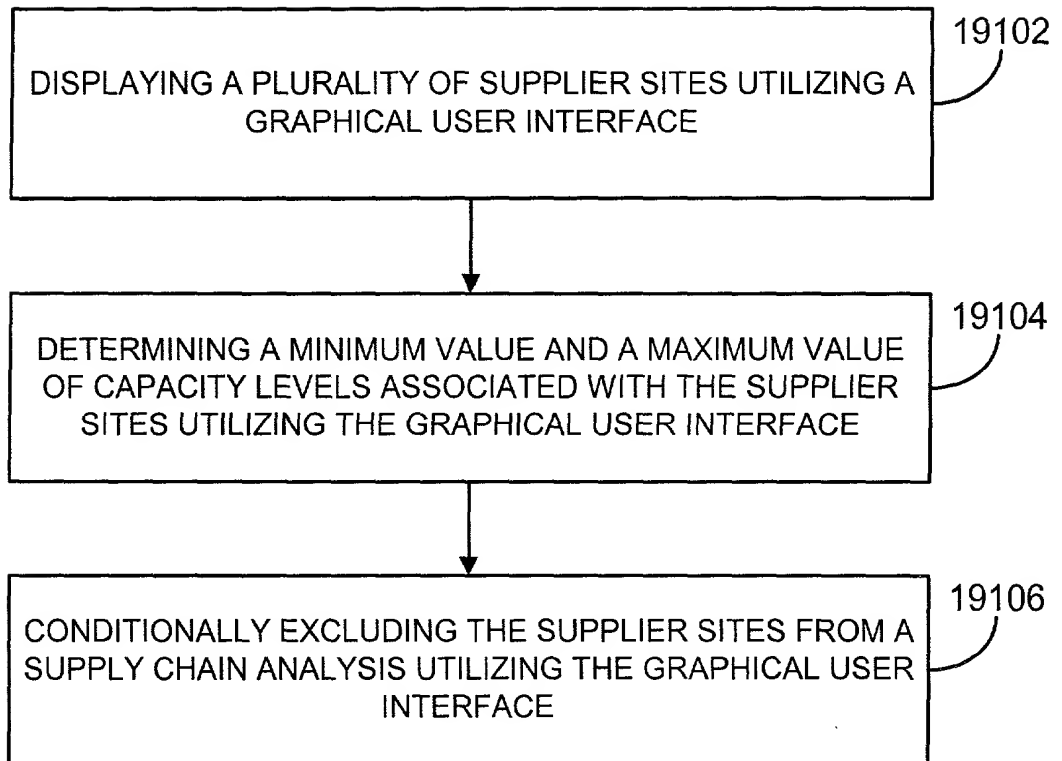 19102
DISPLAYING A PLURALITY OF SUPPLIER SITES UTILIZING A
GRAPHICAL USER INTERFACE
19104
DETERMINING A MINIMUM VALUE AND A MAXIMUM VALUE
OF CAPACITY LEVELS ASSOCIATED WITH THE SUPPLIER
SITES UTILIZING THE GRAPHICAL USER INTERFACE
19106
CONDITIONALLY EXCLUDING THE SUPPLIER SITES FROM A
SUPPLY CHAIN ANALYSIS UTILIZING THE GRAPHICAL USER
INTERFACE